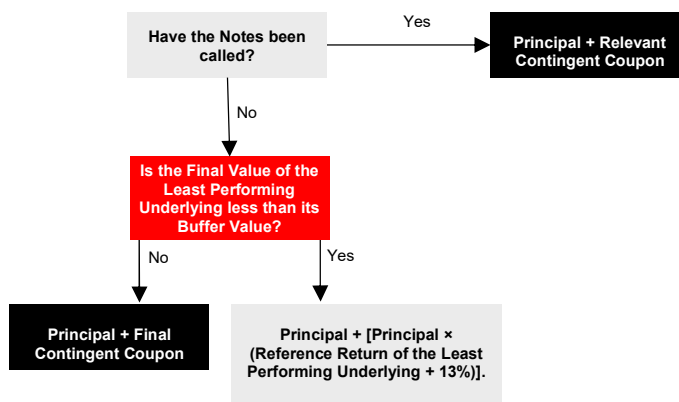 Have the Notes been
called?
Yes
Principal + Relevant
Contingent Coupon
No
Is the Final Value of the
Least Performing
Underlying less than its
Buffer Value?
No
Yes
Principal + Final
Contingent Coupon
Principal + [Principal ×
(Reference Return of the Least
Performing Underlying + 13%)].